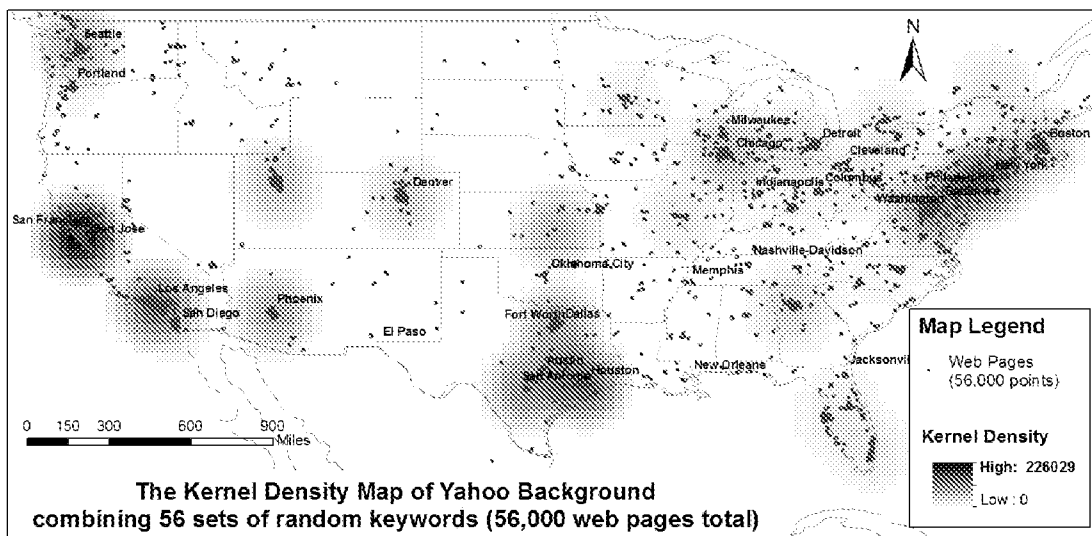 N
Seattle
Portland
Milwaukee
Detroit
Boston
Chicago
Cleveland
New York
Philadelphia
Indianapolis
Columbus
Denver
Baltimore
Washington
San Francisco
San Jose
Nashville-Davidson
Oklahoma City
Memphis
Los Angeles
Phoenix
San Diego
Fort Worth
Dallas
El Paso
Austin
San Antonio
Houston
New Orleans
Map Legend
Web Pages
(56,000 points)
Kernel Density
High: 226029
Low : 0
0 150 300 600 900
Miles
The Kernel Density Map of Yahoo Background
combining 56 sets of random keywords (56,000 web pages total)